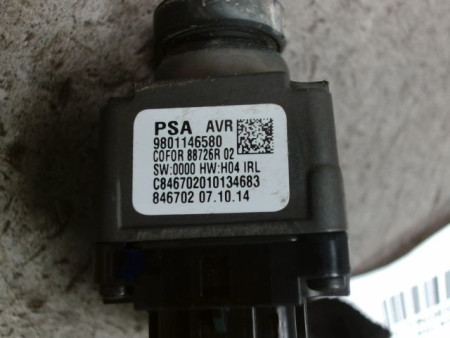 PSA AVR
9801146580
COFOR 88726R 02
SW:0000 HW:H04 IRL
C846702010134683
846702 07.10.14